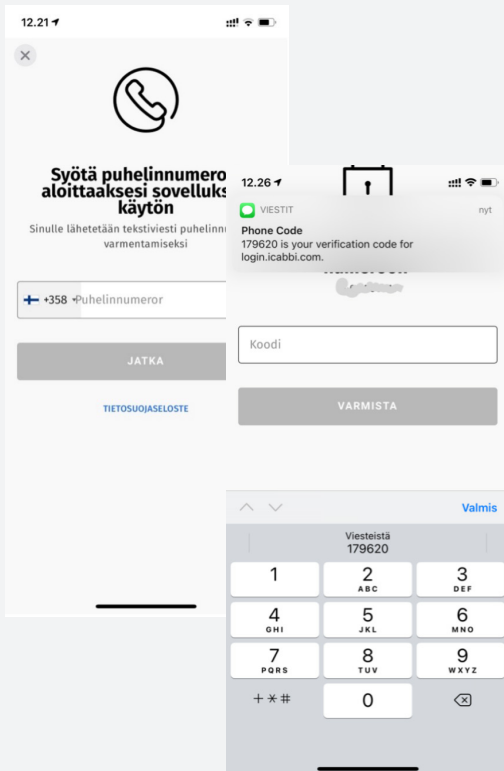 12.21
Syötä puhelinnumero
aloittaaksesi sovelluks
käytön
Sinulle lähetetään tekstiviesti puhelinn
varmentamiseksi
+358
Puhelinnumeror
JATKA
TIETOSUOJASELOSTE
12.26
VIESTIT
nyt
Phone Code
179620 is your verification code for
login.icabbi.com.
Koodi
VARMISTA
Valmis
Viesteistä
179620
1
2
ABC
3
DEF
4
GHI
5
JKL
6
MNO
7
PQRS
8
TUV
9
WXYZ
+*#
0